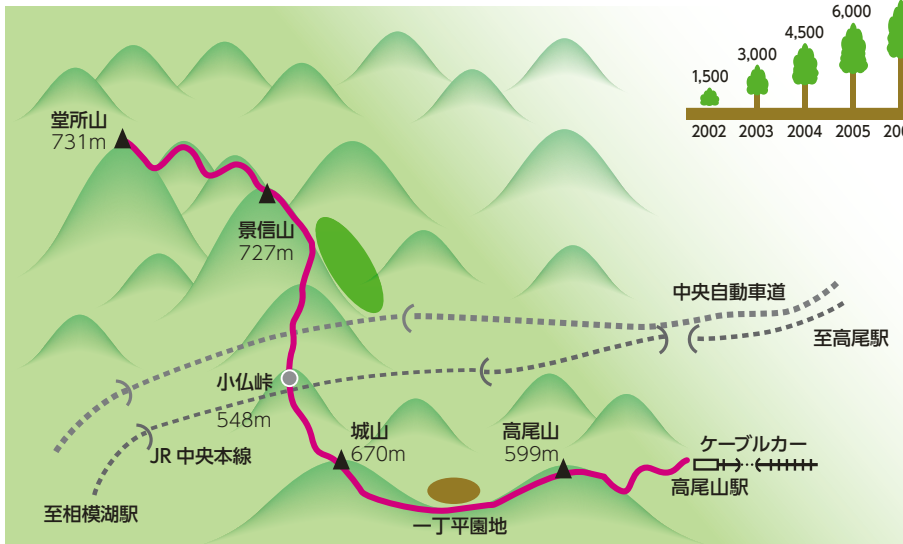 6,000
4,500
3,000
1,500
2002 2003 2004 2005
堂所山
731m
景信山
727m
中央自動車道
至高尾駅
小仏峠
548m
城山
670m
高尾山
599m
ケーブルカー
高尾山駅
JR 中央本線
至相模湖駅
一丁平園地